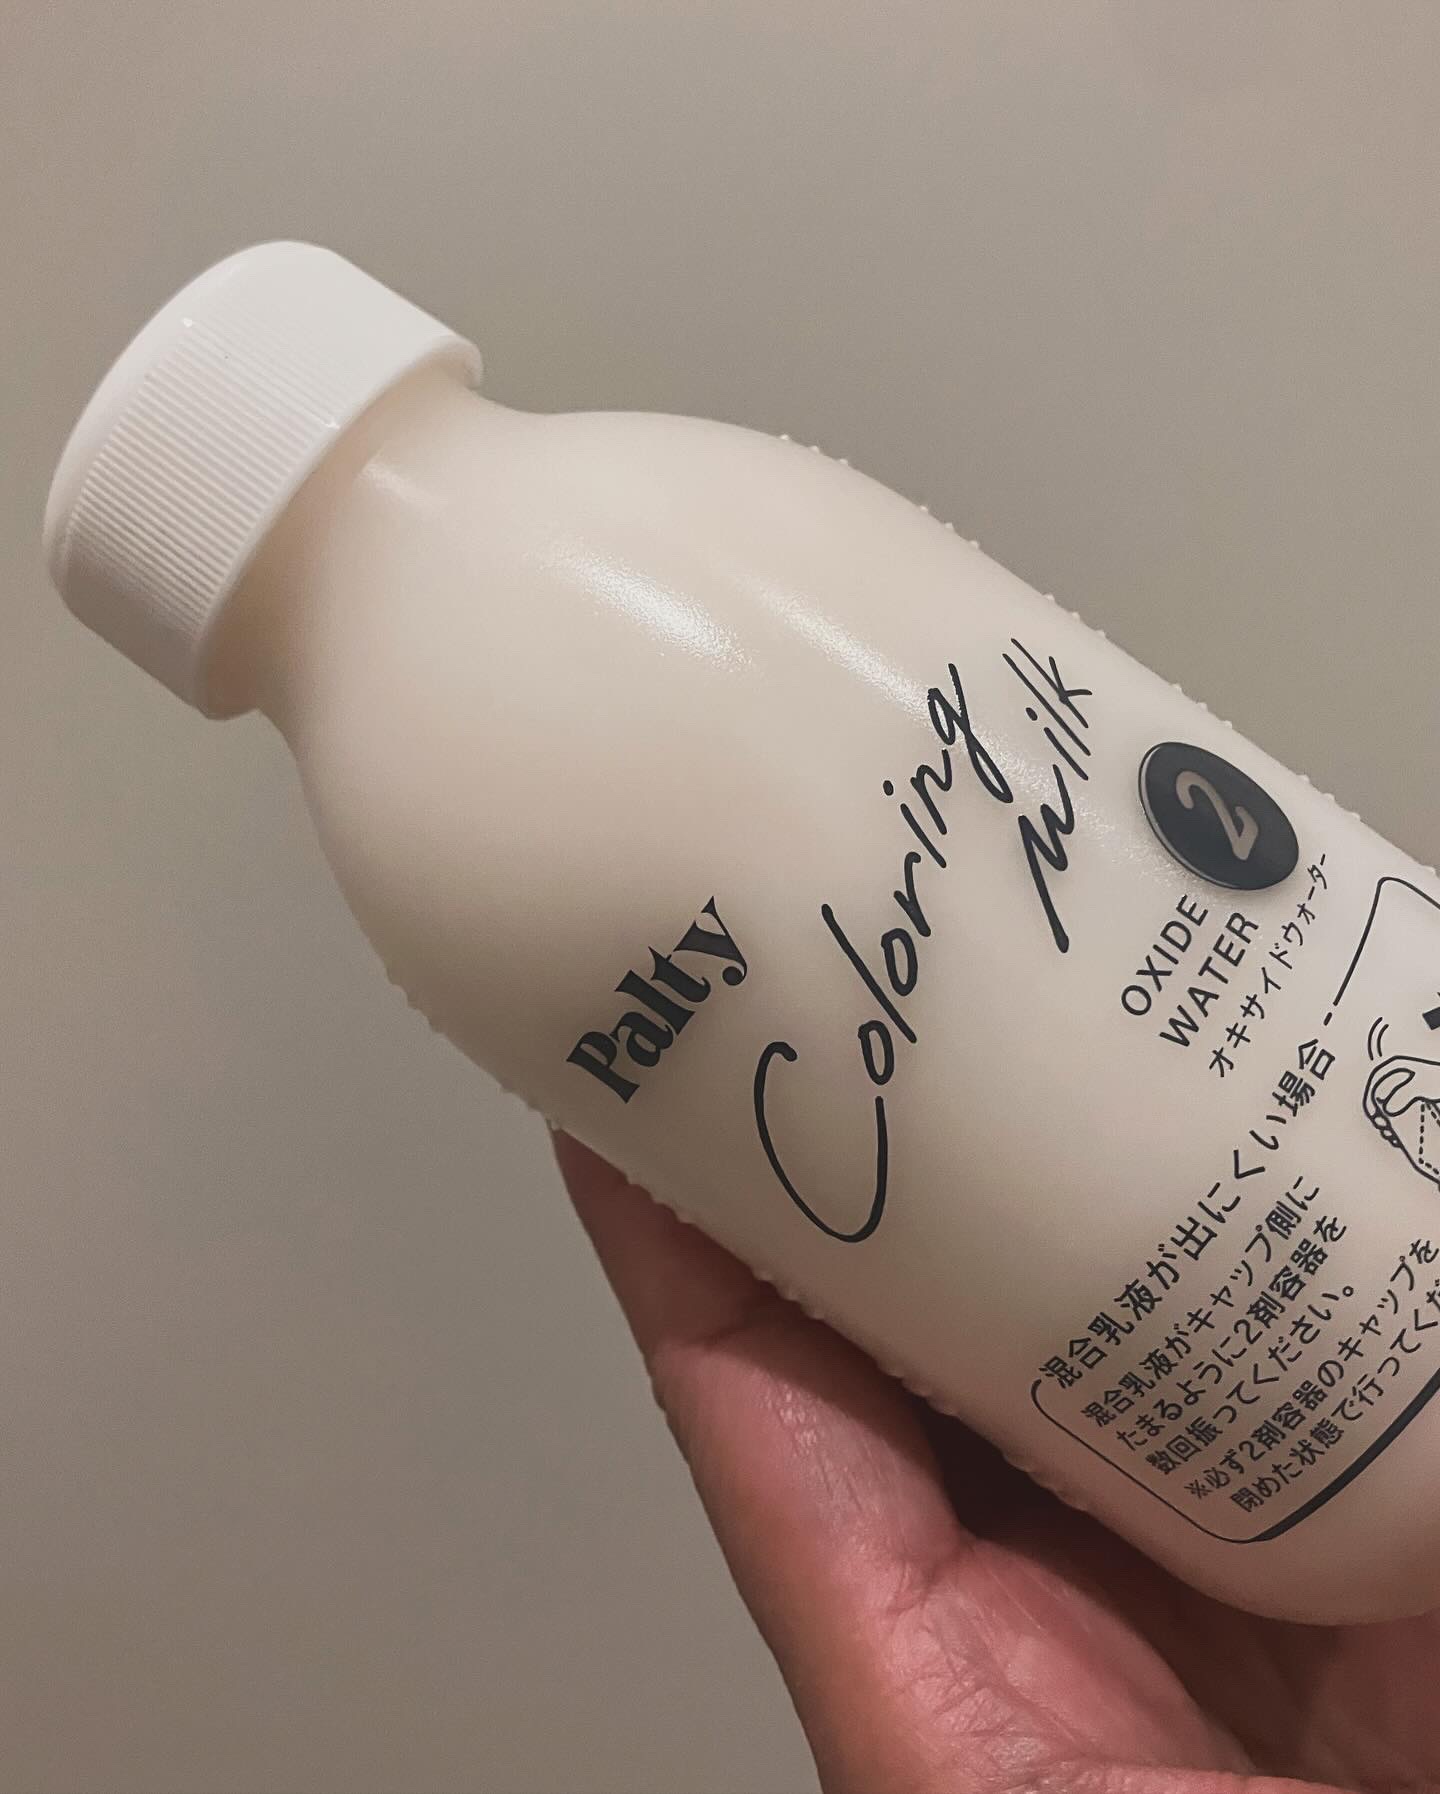 Palty
Coloring
Milk
2
OXIDE
WATER
オキサイドウォーター
混合乳液が出にくい場合
混合乳液がキャップ側に
たまるように2剤容器を
数回振ってください。
※必ず2剤容器のキャップを
閉めた状態で行ってくだ